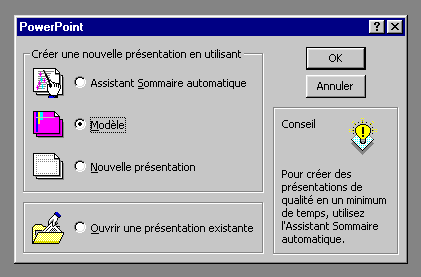 PowerPoint
Créer une nouvelle présentation en utilisant
Assistant Sommaire automatique
Modèle
Nouvelle présentation
Ouvrir une présentation existante
OK
Annuler
Conseil
Pour créer des
présentations de
qualité en un minimum
de temps, utilisez
l'Assistant Sommaire
automatique.